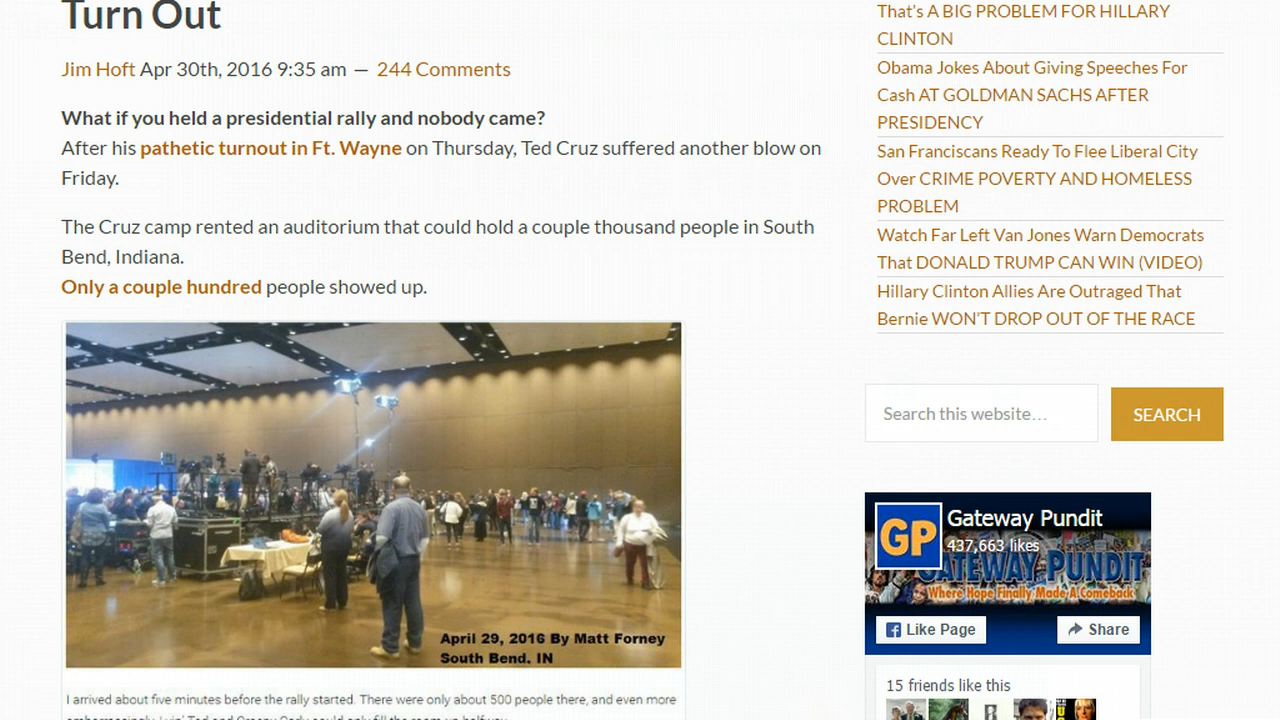 Turn Out
Jim Hoft Apr 30th, 2016 9:35 am — 244 Comments
What if you held a presidential rally and nobody came?
After his pathetic turnout in Ft. Wayne on Thursday, Ted Cruz suffered another blow on
Friday.
The Cruz camp rented an auditorium that could hold a couple thousand people in South
Bend, Indiana.
Only a couple hundred people showed up.
April 29, 2016 By Matt Forney
South Bend, IN
I arrived about five minutes before the rally started. There were only about 500 people there, and even more
That's A BIG PROBLEM FOR HILLARY
CLINTON
Obama Jokes About Giving Speeches For
Cash AT GOLDMAN SACHS AFTER
PRESIDENCY
San Franciscans Ready To Flee Liberal City
Over CRIME POVERTY AND HOMELESS
PROBLEM
Watch Far Left Van Jones Warn Democrats
That DONALD TRUMP CAN WIN (VIDEO)
Hillary Clinton Allies Are Outraged That
Bernie WON'T DROP OUT OF THE RACE
Search this website…
SEARCH
GP
Gateway Pundit
437,663 likes
GATEWAY PUNDIT
Where Hope Finally Made A Comeback
Like Page
Share
15 friends like this